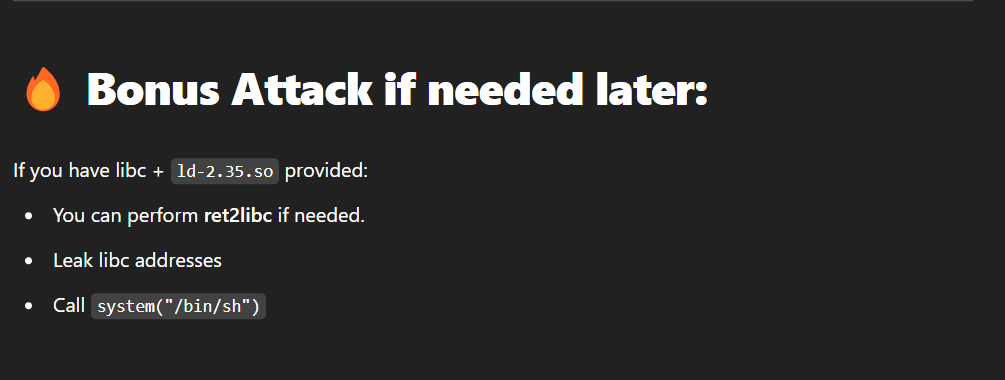 🔥 Bonus Attack if needed later:
If you have libc + ld-2.35.so provided:
• You can perform ret2libc if needed.
• Leak libc addresses
• Call system("/bin/sh")